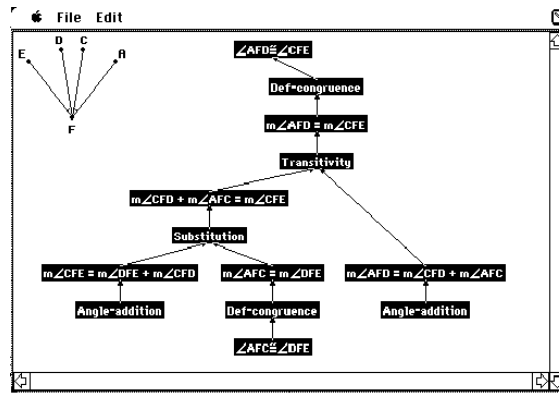 File Edit
D C
E A
F
∠AFD≅∠CFE
Def-congruence
m∠AFD = m∠CFE
Transitivity
m∠CFD + m∠AFC = m∠CFE
Substitution
m∠CFE = m∠DFE + m∠CFD
m∠AFC = m∠DFE
m∠AFD = m∠CFD + m∠AFC
Angle-addition
Def-congruence
Angle-addition
∠AFC≅∠DFE